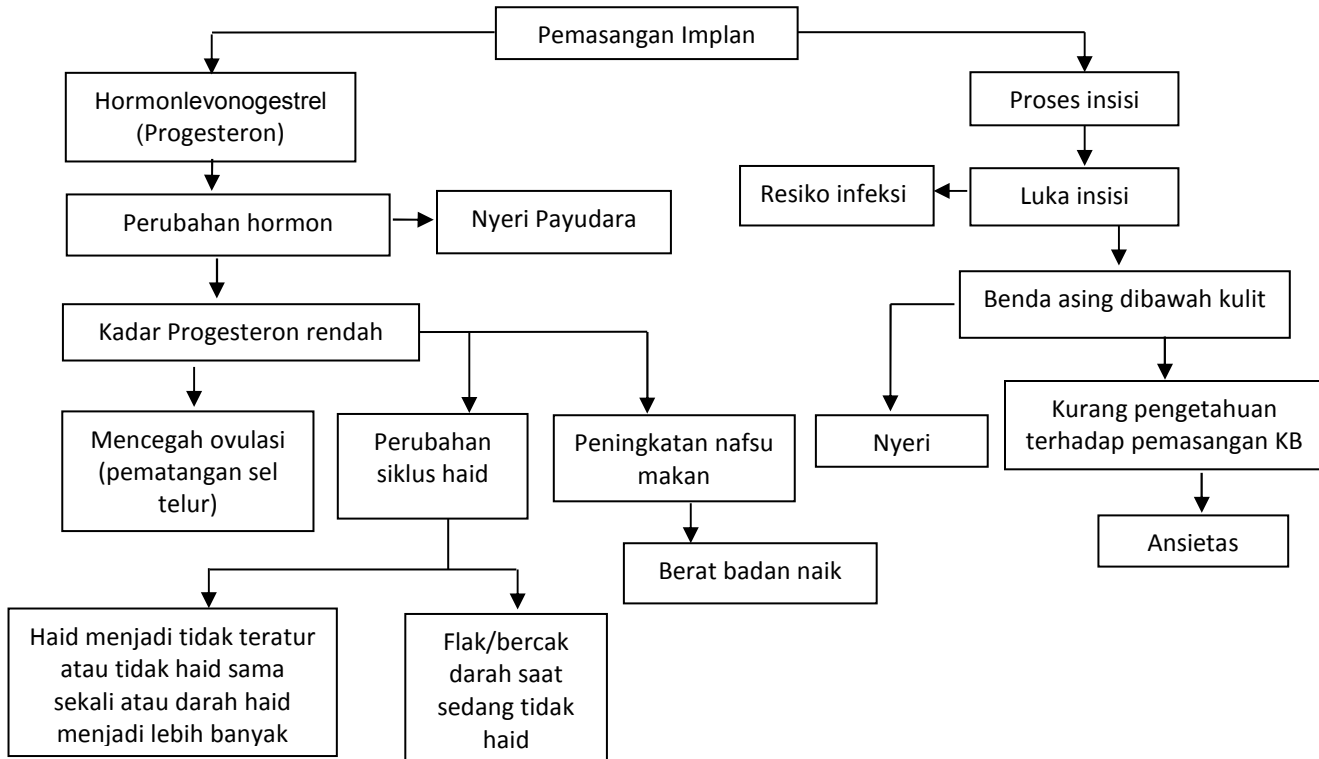 Pemasangan Implan
Hormonlevonogestrel
(Progesteron)
Proses insisi
Resiko infeksi
Luka insisi
Perubahan hormon
Nyeri Payudara
Benda asing dibawah kulit
Kadar Progesteron rendah
Mencegah ovulasi
(pematangan sel
telur)
Perubahan
siklus haid
Peningkatan nafsu
makan
Nyeri
Kurang pengetahuan
terhadap pemasangan KB
Ansietas
Berat badan naik
Haid menjadi tidak teratur
atau tidak haid sama
sekali atau darah haid
menjadi lebih banyak
Flak/bercak
darah saat
sedang tidak
haid